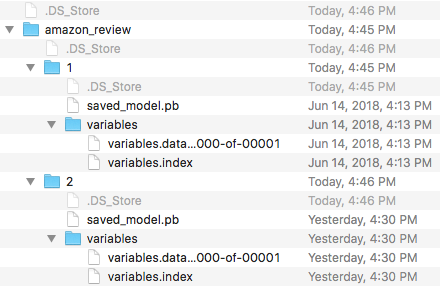 .DS_Store Today, 4:46 PM
amazon_review Today, 4:45 PM
.DS_Store Today, 4:46 PM
1 Today, 4:45 PM
.DS_Store Today, 4:45 PM
saved_model.pb Jun 14, 2018, 4:13 PM
variables Jun 14, 2018, 4:13 PM
variables.data...000-of-00001 Jun 14, 2018, 4:13 PM
variables.index Jun 14, 2018, 4:13 PM
2 Today, 4:46 PM
.DS_Store Today, 4:46 PM
saved_model.pb Yesterday, 4:30 PM
variables Yesterday, 4:30 PM
variables.data...000-of-00001 Yesterday, 4:30 PM
variables.index Yesterday, 4:30 PM